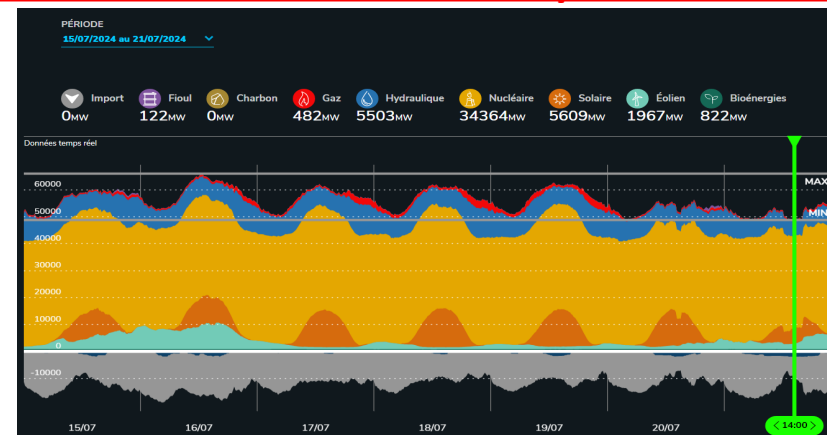 PÉRIODE
15/07/2024 au 21/07/2024
Import Fioul Charbon Gaz Hydraulique Nucléaire Solaire Éolien Bioénergies
0MW 122MW 0MW 482MW 5503MW 34364MW 5609MW 1967MW 822MW
Données temps réel
60000 MAX
50000 MIN
40000
30000
20000
10000
0
-10000
15/07 16/07 17/07 18/07 19/07 20/07 < 14:00 >